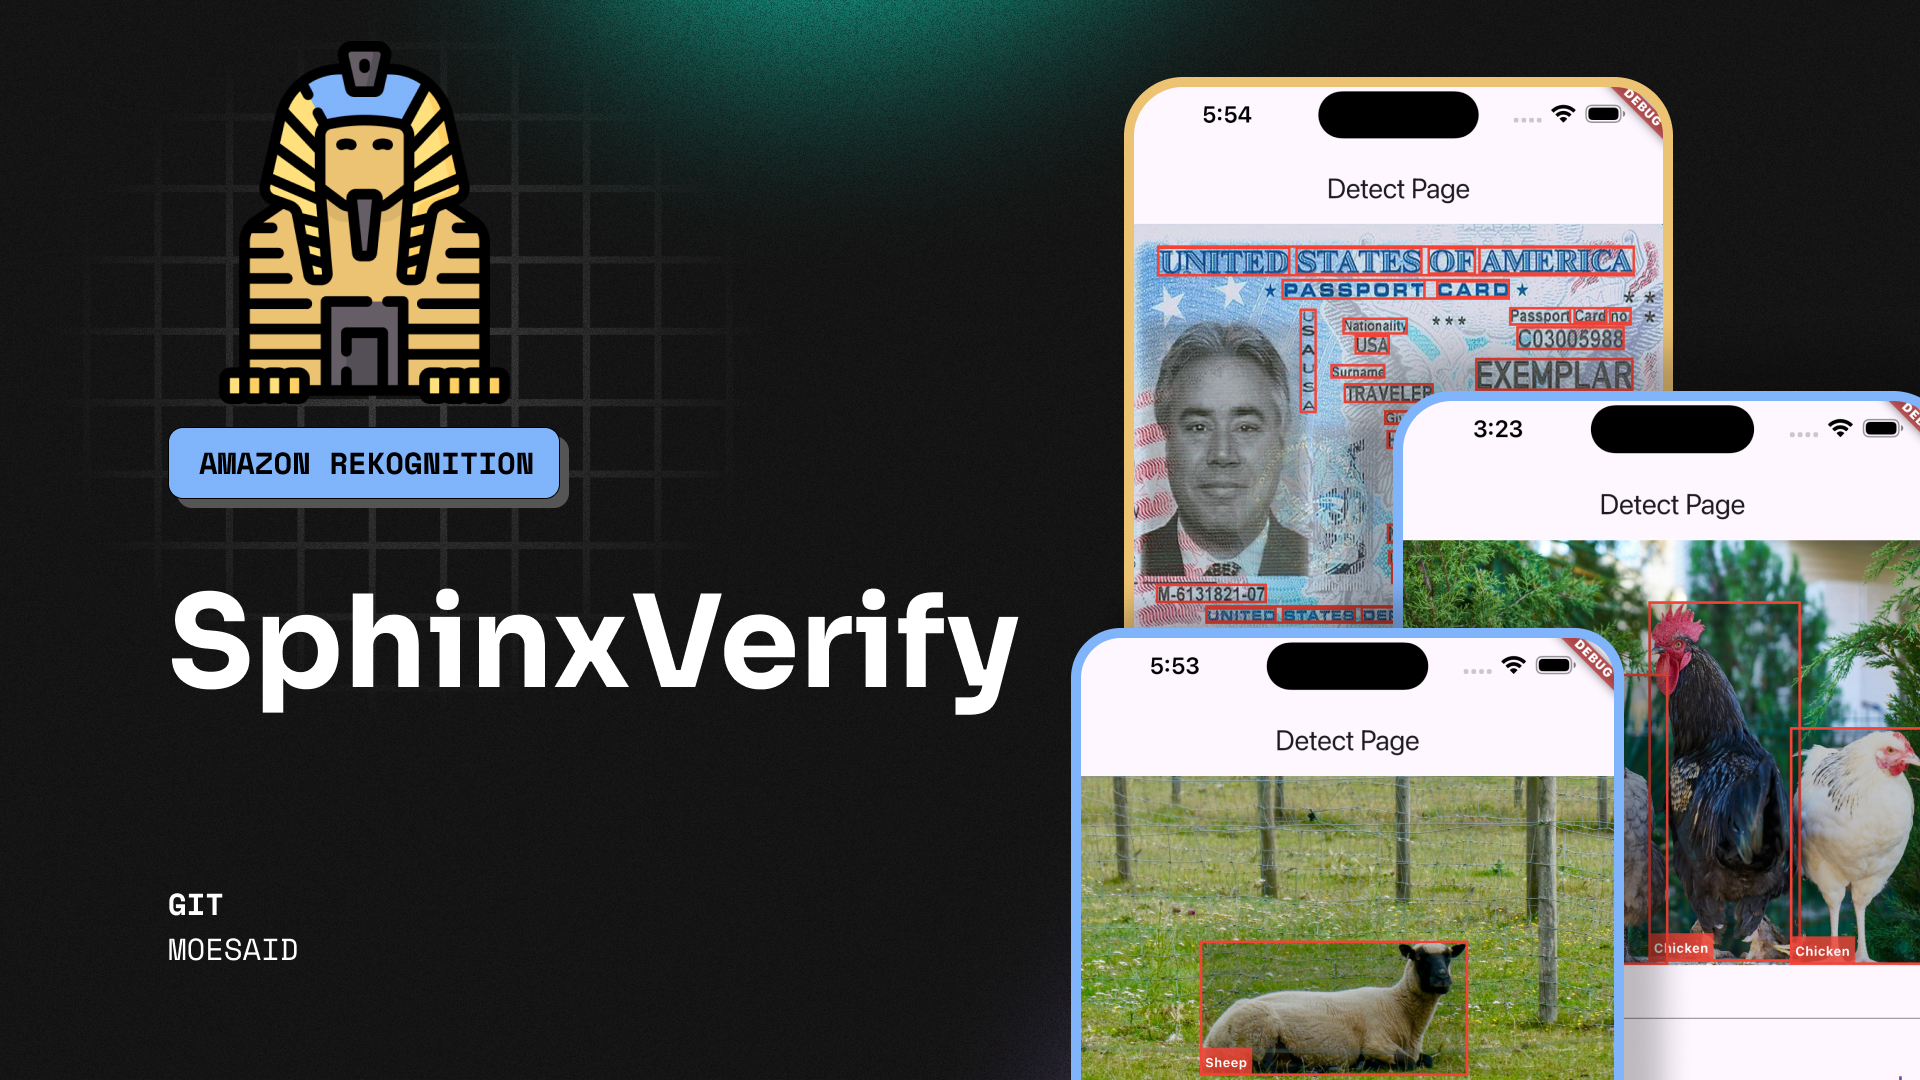 AMAZON REKOGNITION
SphinxVerify
GIT
MOESAID
5:54
DEBUG
Detect Page
UNITED STATES OF AMERICA
PASSPORT CARD
USAUSA
Nationality
USA
Surname
TRAVELER
Passport Card no.
C03005988
EXEMPLAR
M-6131821-07
UNITED STATES
3:23
Detect Page
Chicken
Chicken
5:53
DEBUG
Detect Page
Sheep